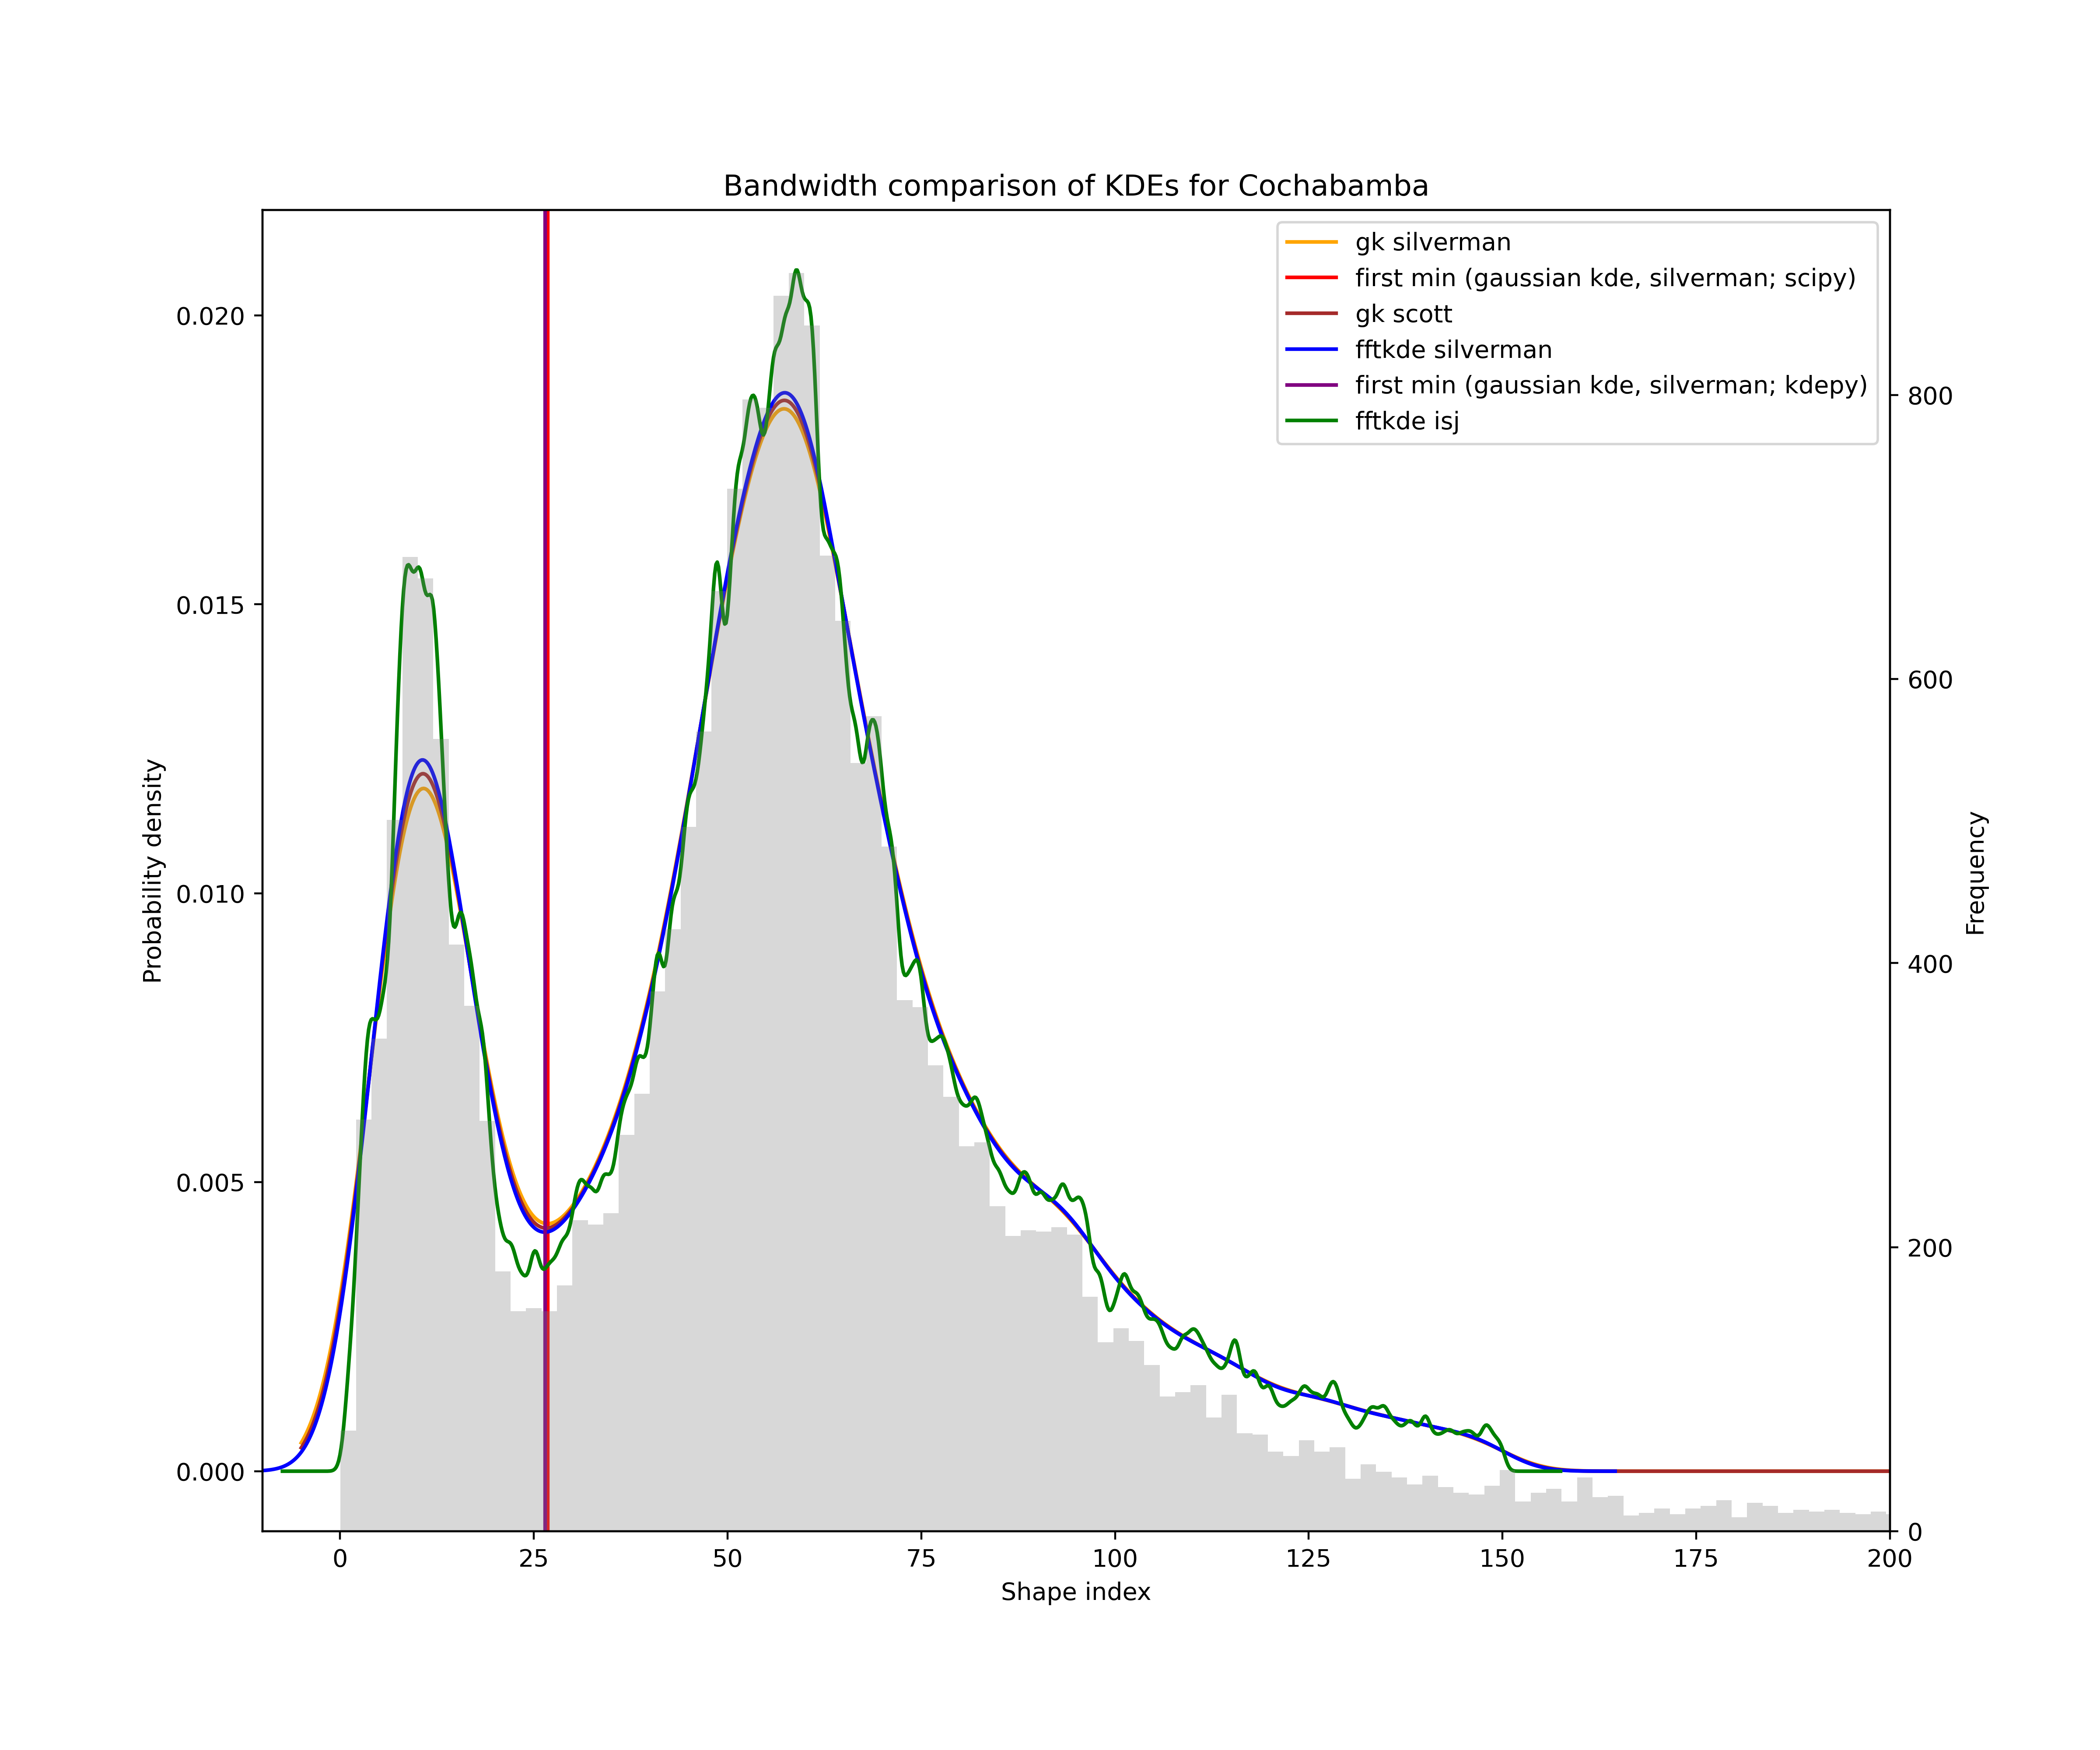 Bandwidth comparison of KDEs for Cochabamba
gk silverman
first min (gaussian kde, silverman; scipy)
gk scott
fftkde silverman
first min (gaussian kde, silverman; kdepy)
fftkde isj
0.020
0.015
0.010
0.005
0.000
Probability density
800
600
400
200
0
Frequency
0 25 50 75 100 125 150 175 200
Shape index